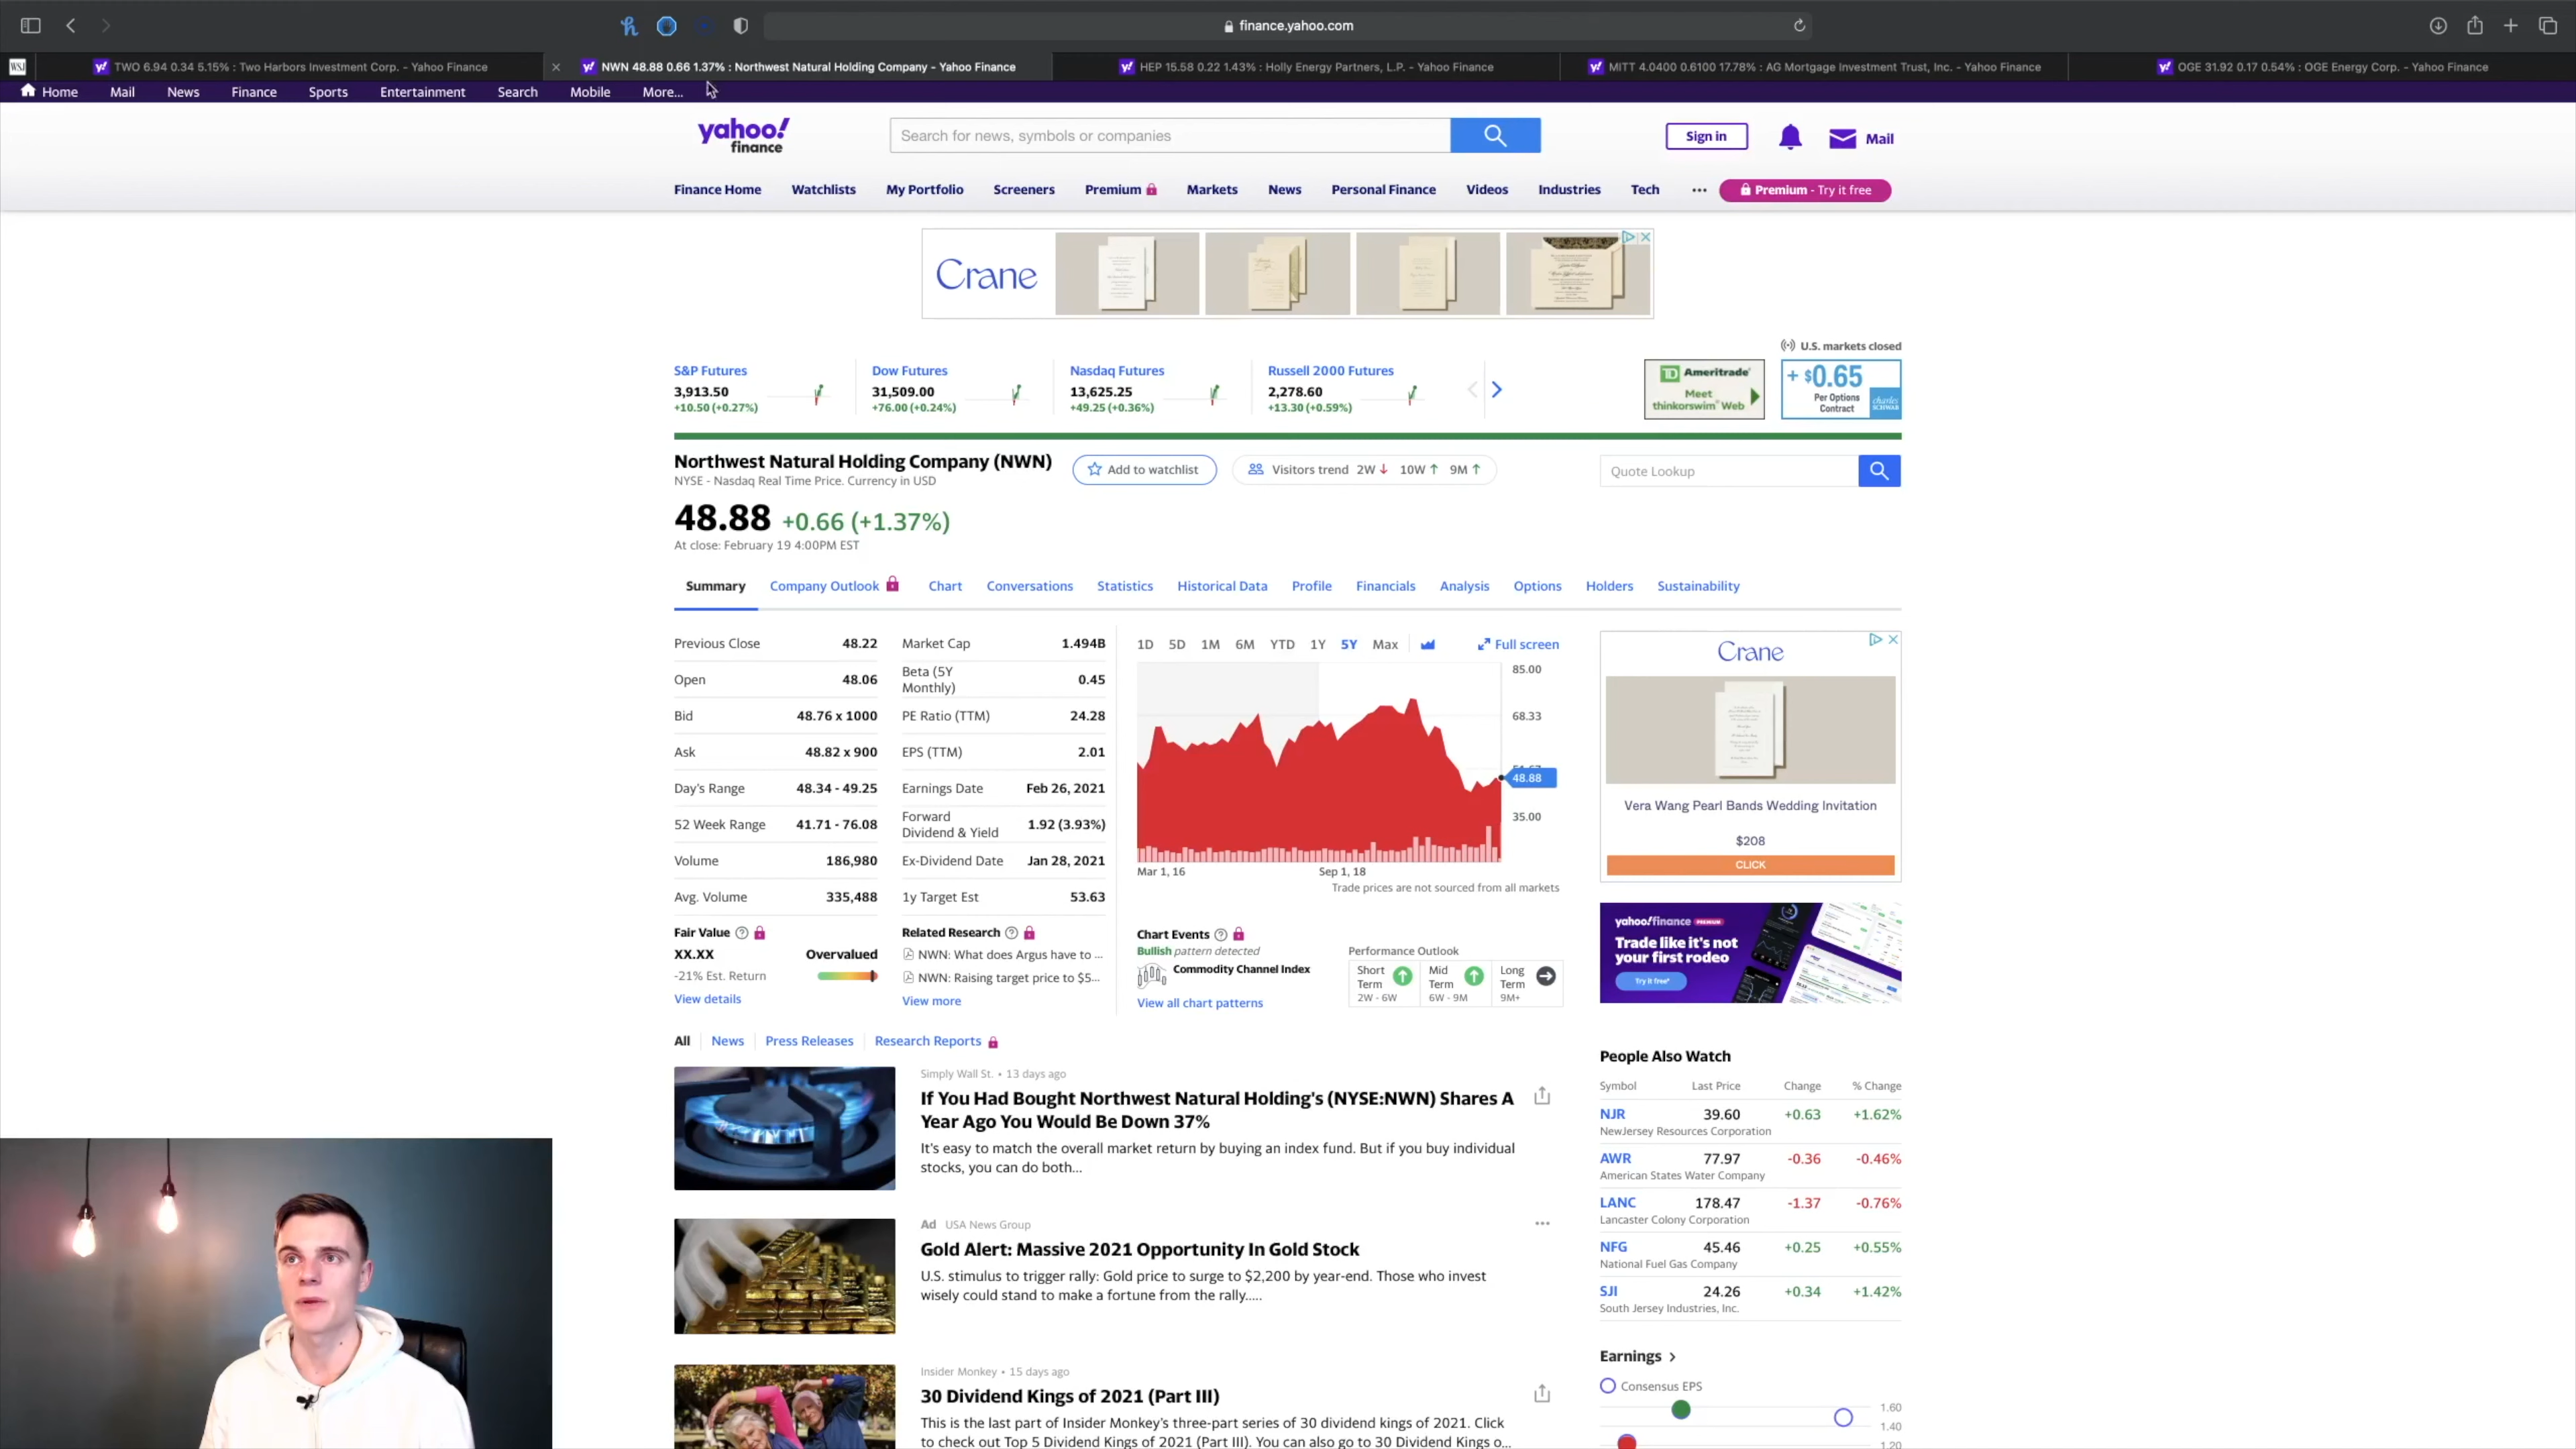 finance.yahoo.com
WSJ
TWO 6.94 0.34 5.15% : Two Harbors Investment Corp. - Yahoo Finance
NWN 48.88 0.66 1.37% : Northwest Natural Holding Company - Yahoo Finance
HEP 15.58 0.22 1.43% : Holly Energy Partners, L.P. - Yahoo Finance
MITT 4.0400 0.6100 17.78% : AG Mortgage Investment Trust, Inc. - Yahoo Finance
OGE 31.92 0.17 0.54% : OGE Energy Corp. - Yahoo Finance
Home Mail News Finance Sports Entertainment Search Mobile More...
yahoo! finance
Search for news, symbols or companies
Sign in
Mail
Finance Home Watchlists My Portfolio Screeners Premium Markets News Personal Finance Videos Industries Tech ... Premium - Try it free
Crane
U.S. markets closed
S&P Futures
3,913.50
+10.50 (+0.27%)
Dow Futures
31,509.00
+76.00 (+0.24%)
Nasdaq Futures
13,625.25
+49.25 (+0.36%)
Russell 2000 Futures
2,278.60
+13.30 (+0.59%)
TD Ameritrade
Meet
thinkorswim Web
+ $0.65
Per Options
Contract
charles
SCHWAB
Northwest Natural Holding Company (NWN)
NYSE - Nasdaq Real Time Price. Currency in USD
Add to watchlist
Visitors trend 2W 10W 9M
Quote Lookup
48.88 +0.66 (+1.37%)
At close: February 19 4:00PM EST
Summary Company Outlook Chart Conversations Statistics Historical Data Profile Financials Analysis Options Holders Sustainability
Previous Close 48.22
Open 48.06
Bid 48.76 x 1000
Ask 48.82 x 900
Day's Range 48.34 - 49.25
52 Week Range 41.71 - 76.08
Volume 186,980
Avg. Volume 335,488
Market Cap 1.494B
Beta (5Y
Monthly) 0.45
PE Ratio (TTM) 24.28
EPS (TTM) 2.01
Earnings Date Feb 26, 2021
Forward
Dividend & Yield 1.92 (3.93%)
Ex-Dividend Date Jan 28, 2021
1y Target Est 53.63
1D 5D 1M 6M YTD 1Y 5Y Max
Full screen
85.00
68.33
48.88
35.00
Mar 1, 16
Sep 1, 18
Trade prices are not sourced from all markets
Fair Value
XX.XX Overvalued
-21% Est. Return
View details
Related Research
NWN: What does Argus have to ...
NWN: Raising target price to $5...
View more
Chart Events
Bullish pattern detected
Commodity Channel Index
View all chart patterns
Performance Outlook
Short
Term
2W - 6W
Mid
Term
6W - 9M
Long
Term
9M+
Crane
Vera Wang Pearl Bands Wedding Invitation
$208
CLICK
yahoo!finance PREMIUM
Trade like it's not
your first rodeo
Try it free*
All News Press Releases Research Reports
Simply Wall St. • 13 days ago
If You Had Bought Northwest Natural Holding's (NYSE:NWN) Shares A
Year Ago You Would Be Down 37%
It's easy to match the overall market return by buying an index fund. But if you buy individual
stocks, you can do both...
Ad USA News Group
Gold Alert: Massive 2021 Opportunity In Gold Stock
U.S. stimulus to trigger rally: Gold price to surge to $2,200 by year-end. Those who invest
wisely could stand to make a fortune from the rally.....
Insider Monkey • 15 days ago
30 Dividend Kings of 2021 (Part III)
This is the last part of Insider Monkey's three-part series of 30 dividend kings of 2021. Click
to check out Top 5 Dividend Kings of 2021 (Part III). You can also go to 30 Dividend Kings o...
People Also Watch
Symbol Last Price Change % Change
NJR 39.60 +0.63 +1.62%
NewJersey Resources Corporation
AWR 77.97 -0.36 -0.46%
American States Water Company
LANC 178.47 -1.37 -0.76%
Lancaster Colony Corporation
NFG 45.46 +0.25 +0.55%
National Fuel Gas Company
SJI 24.26 +0.34 +1.42%
South Jersey Industries, Inc.
Earnings
Consensus EPS
1.60
1.40
1.20